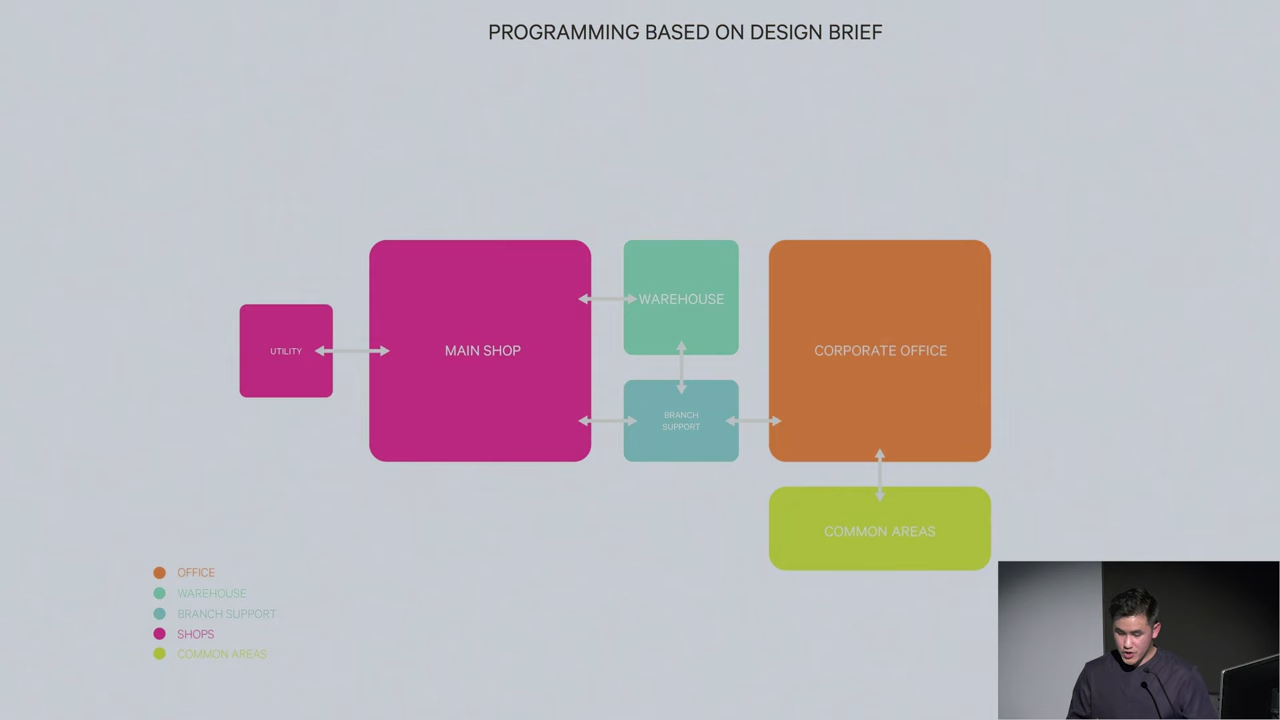 PROGRAMMING BASED ON DESIGN BRIEF
UTILITY
MAIN SHOP
WAREHOUSE
BRANCH
SUPPORT
CORPORATE OFFICE
COMMON AREAS
OFFICE
WAREHOUSE
BRANCH SUPPORT
SHOPS
COMMON AREAS